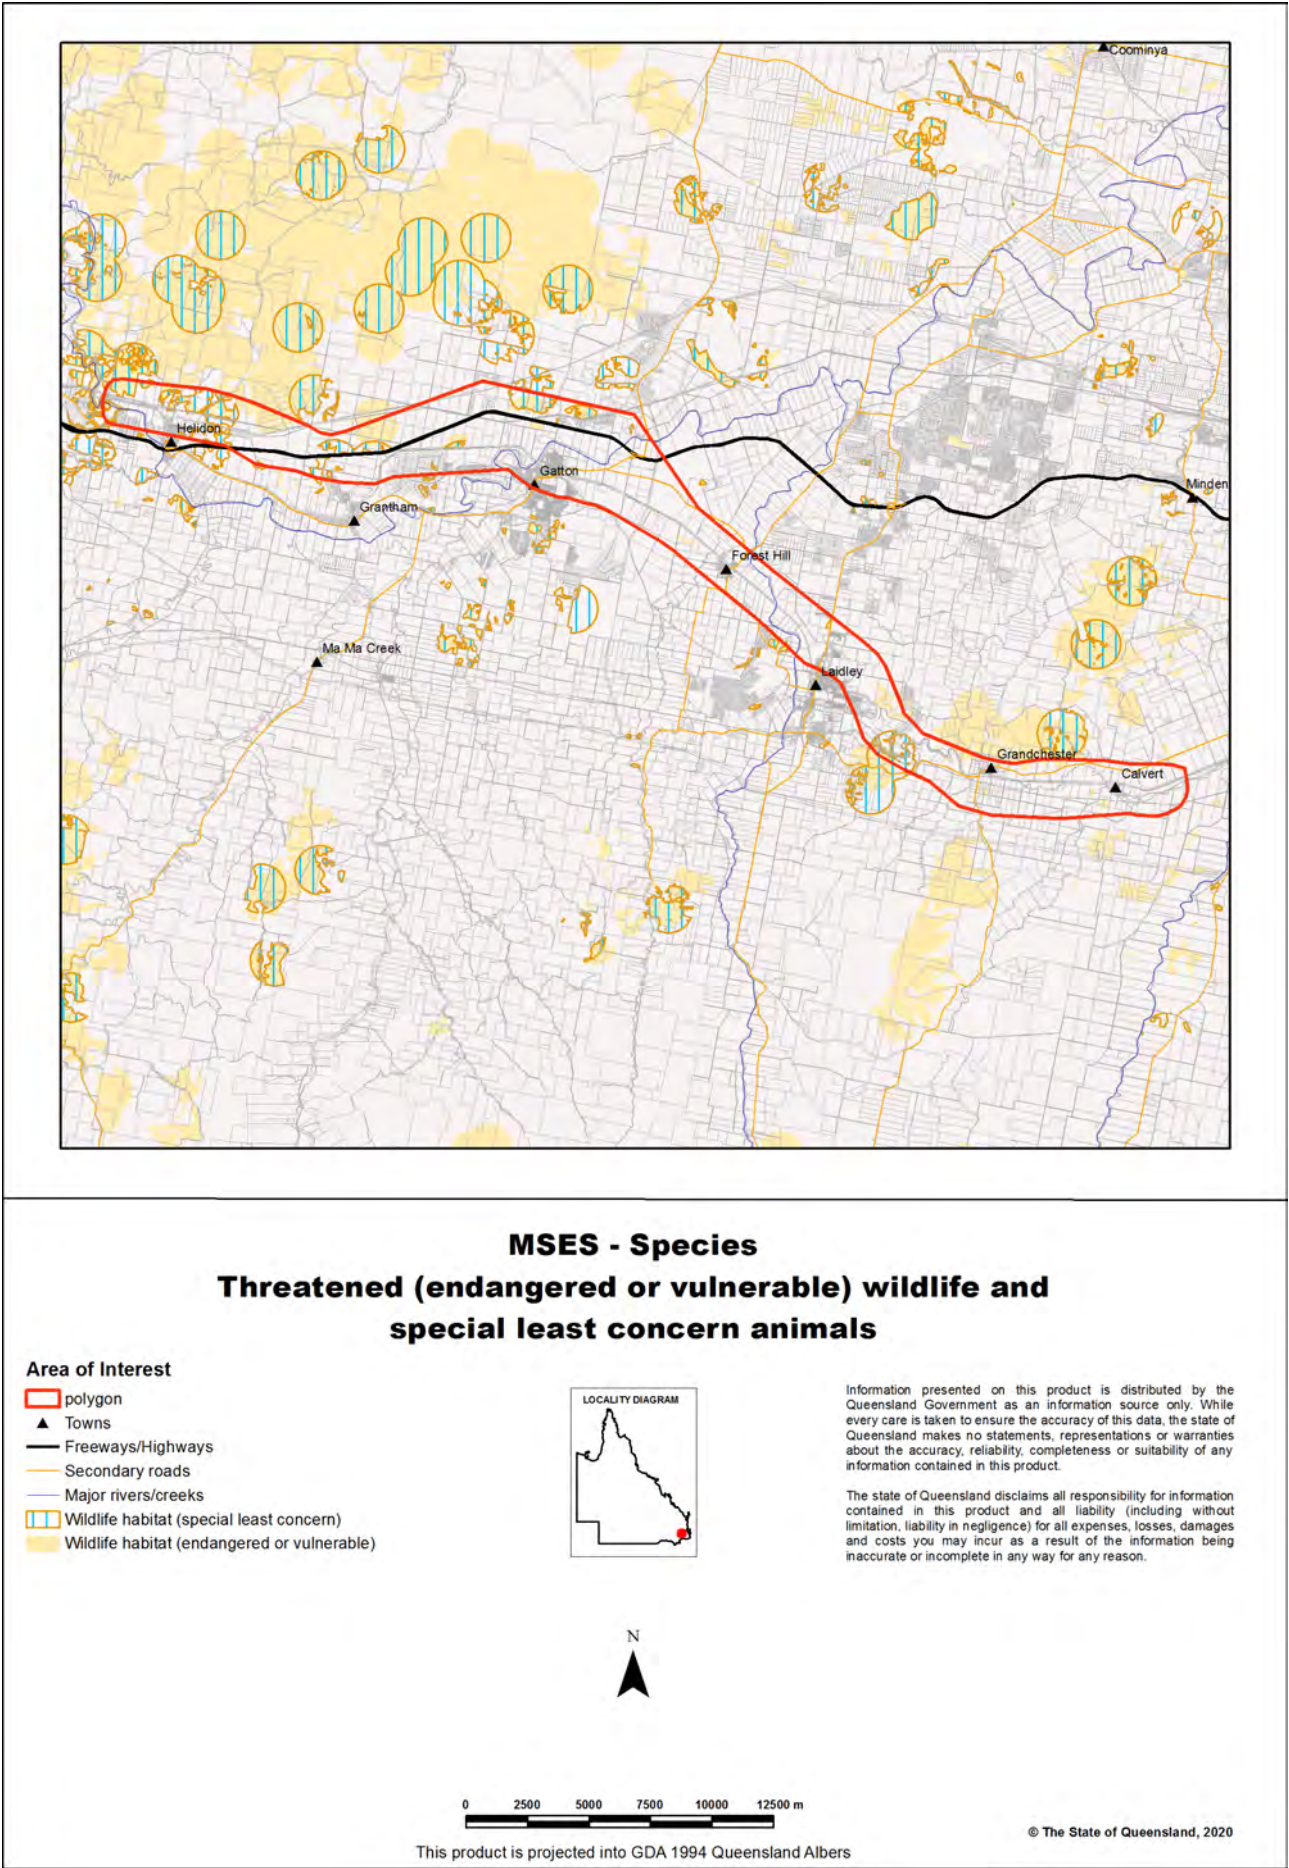 Coominya
Helidon
Gatton
Minden
Grantham
Forest Hill
Ma Ma Creek
Laidley
Grandchester
Calvert
MSES - Species
Threatened (endangered or vulnerable) wildlife and
special least concern animals
Area of Interest
polygon
Towns
Freeways/Highways
Secondary roads
Major rivers/creeks
Wildlife habitat (special least concern)
Wildlife habitat (endangered or vulnerable)
LOCALITY DIAGRAM
Information presented on this product is distributed by the
Queensland Government as an information source only. While
every care is taken to ensure the accuracy of this data, the state of
Queensland makes no statements, representations or warranties
about the accuracy, reliability, completeness or suitability of any
information contained in this product.
The state of Queensland disclaims all responsibility for information
contained in this product and all liability (including without
limitation, liability in negligence) for all expenses, losses, damages
and costs you may incur as a result of the information being
inaccurate or incomplete in any way for any reason.
N
0 2500 5000 7500 10000 12500 m
This product is projected into GDA 1994 Queensland Albers
© The State of Queensland, 2020